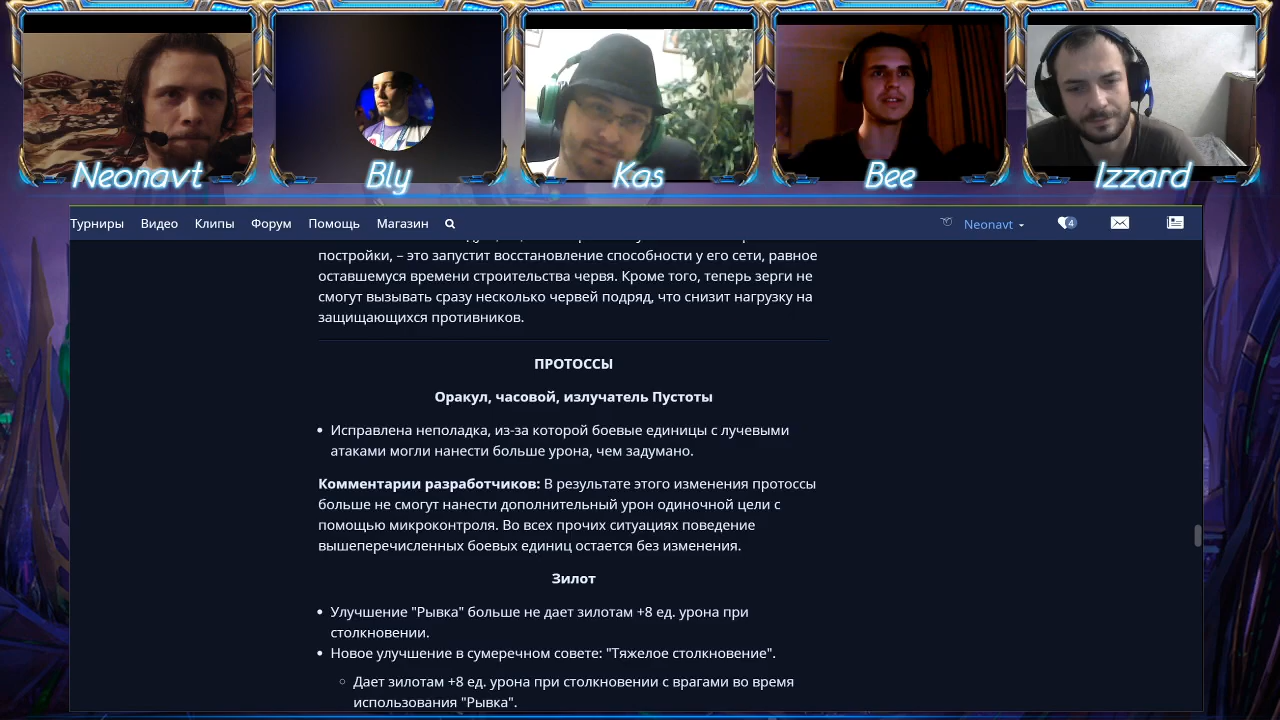 Neonavt
Bly
Kas
Bee
Izzard
Турниры Видео Клипы Форум Помощь Магазин Neonavt 4
постройки, – это запустит восстановление способности у его сети, равное
оставшемуся времени строительства червя. Кроме того, теперь зерги не
смогут вызывать сразу несколько червей подряд, что снизит нагрузку на
защищающихся противников.
ПРОТОССЫ
Оракул, часовой, излучатель Пустоты
Исправлена неполадка, из-за которой боевые единицы с лучевыми
атаками могли нанести больше урона, чем задумано.
Комментарии разработчиков: В результате этого изменения протоссы
больше не смогут нанести дополнительный урон одиночной цели с
помощью микроконтроля. Во всех прочих ситуациях поведение
вышеперечисленных боевых единиц остается без изменения.
Зилот
Улучшение "Рывка" больше не дает зилотам +8 ед. урона при
столкновении.
Новое улучшение в сумеречном совете: "Тяжелое столкновение".
Дает зилотам +8 ед. урона при столкновении с врагами во время
использования "Рывка".